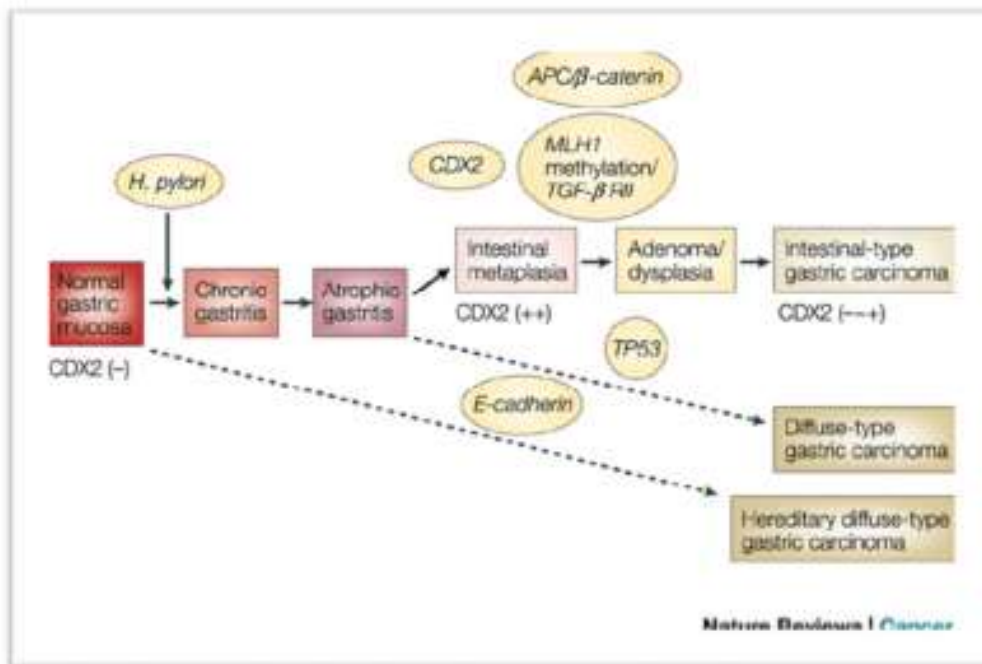 APC/β-catenin
CDX2
MLH1
methylation/
TGF-β RII
H. pylori
Normal
gastric
mucosa
Chronic
gastritis
Atrophic
gastritis
Intestinal
metaplasia
Adenoma/
dysplasia
Intestinal-type
gastric carcinoma
CDX2 (–)
CDX2 (++)
CDX2 (––+)
TP53
E-cadherin
Diffuse-type
gastric carcinoma
Hereditary diffuse-type
gastric carcinoma
Nature Reviews | Cancer